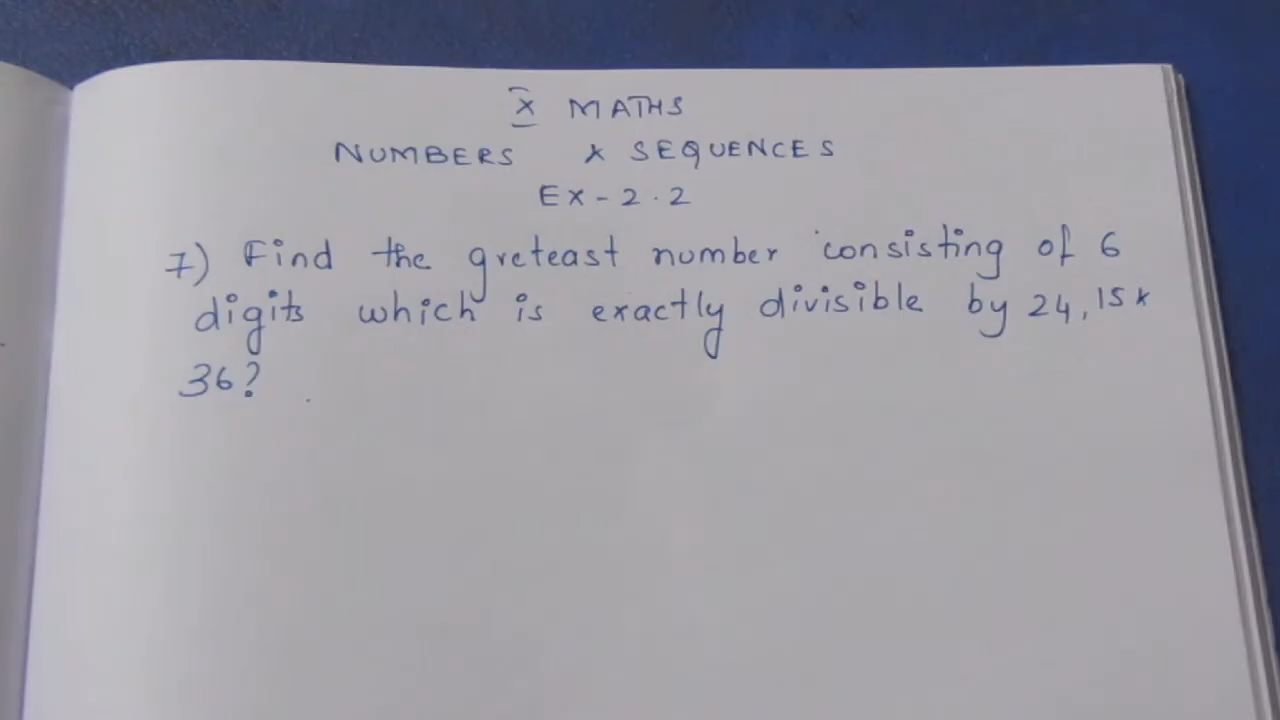 X MATHS
NUMBERS & SEQUENCES
EX-2.2
7) Find the greteast number consisting of 6
digits which is exactly divisible by 24, 15 &
36?